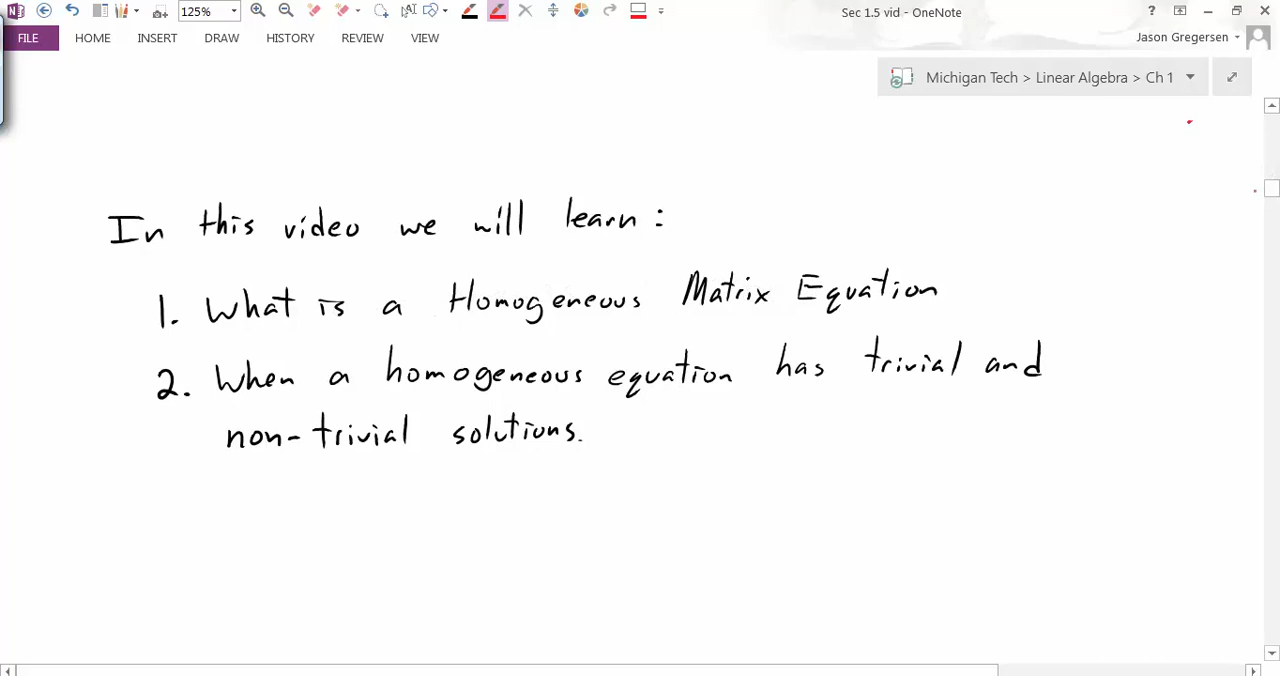 125%
Sec 1.5 vid - OneNote
?
FILE HOME INSERT DRAW HISTORY REVIEW VIEW
Jason Gregersen
Michigan Tech > Linear Algebra > Ch 1
In this video we will learn:
1. What is a Homogeneous Matrix Equation
2. When a homogeneous equation has trivial and
non-trivial solutions.